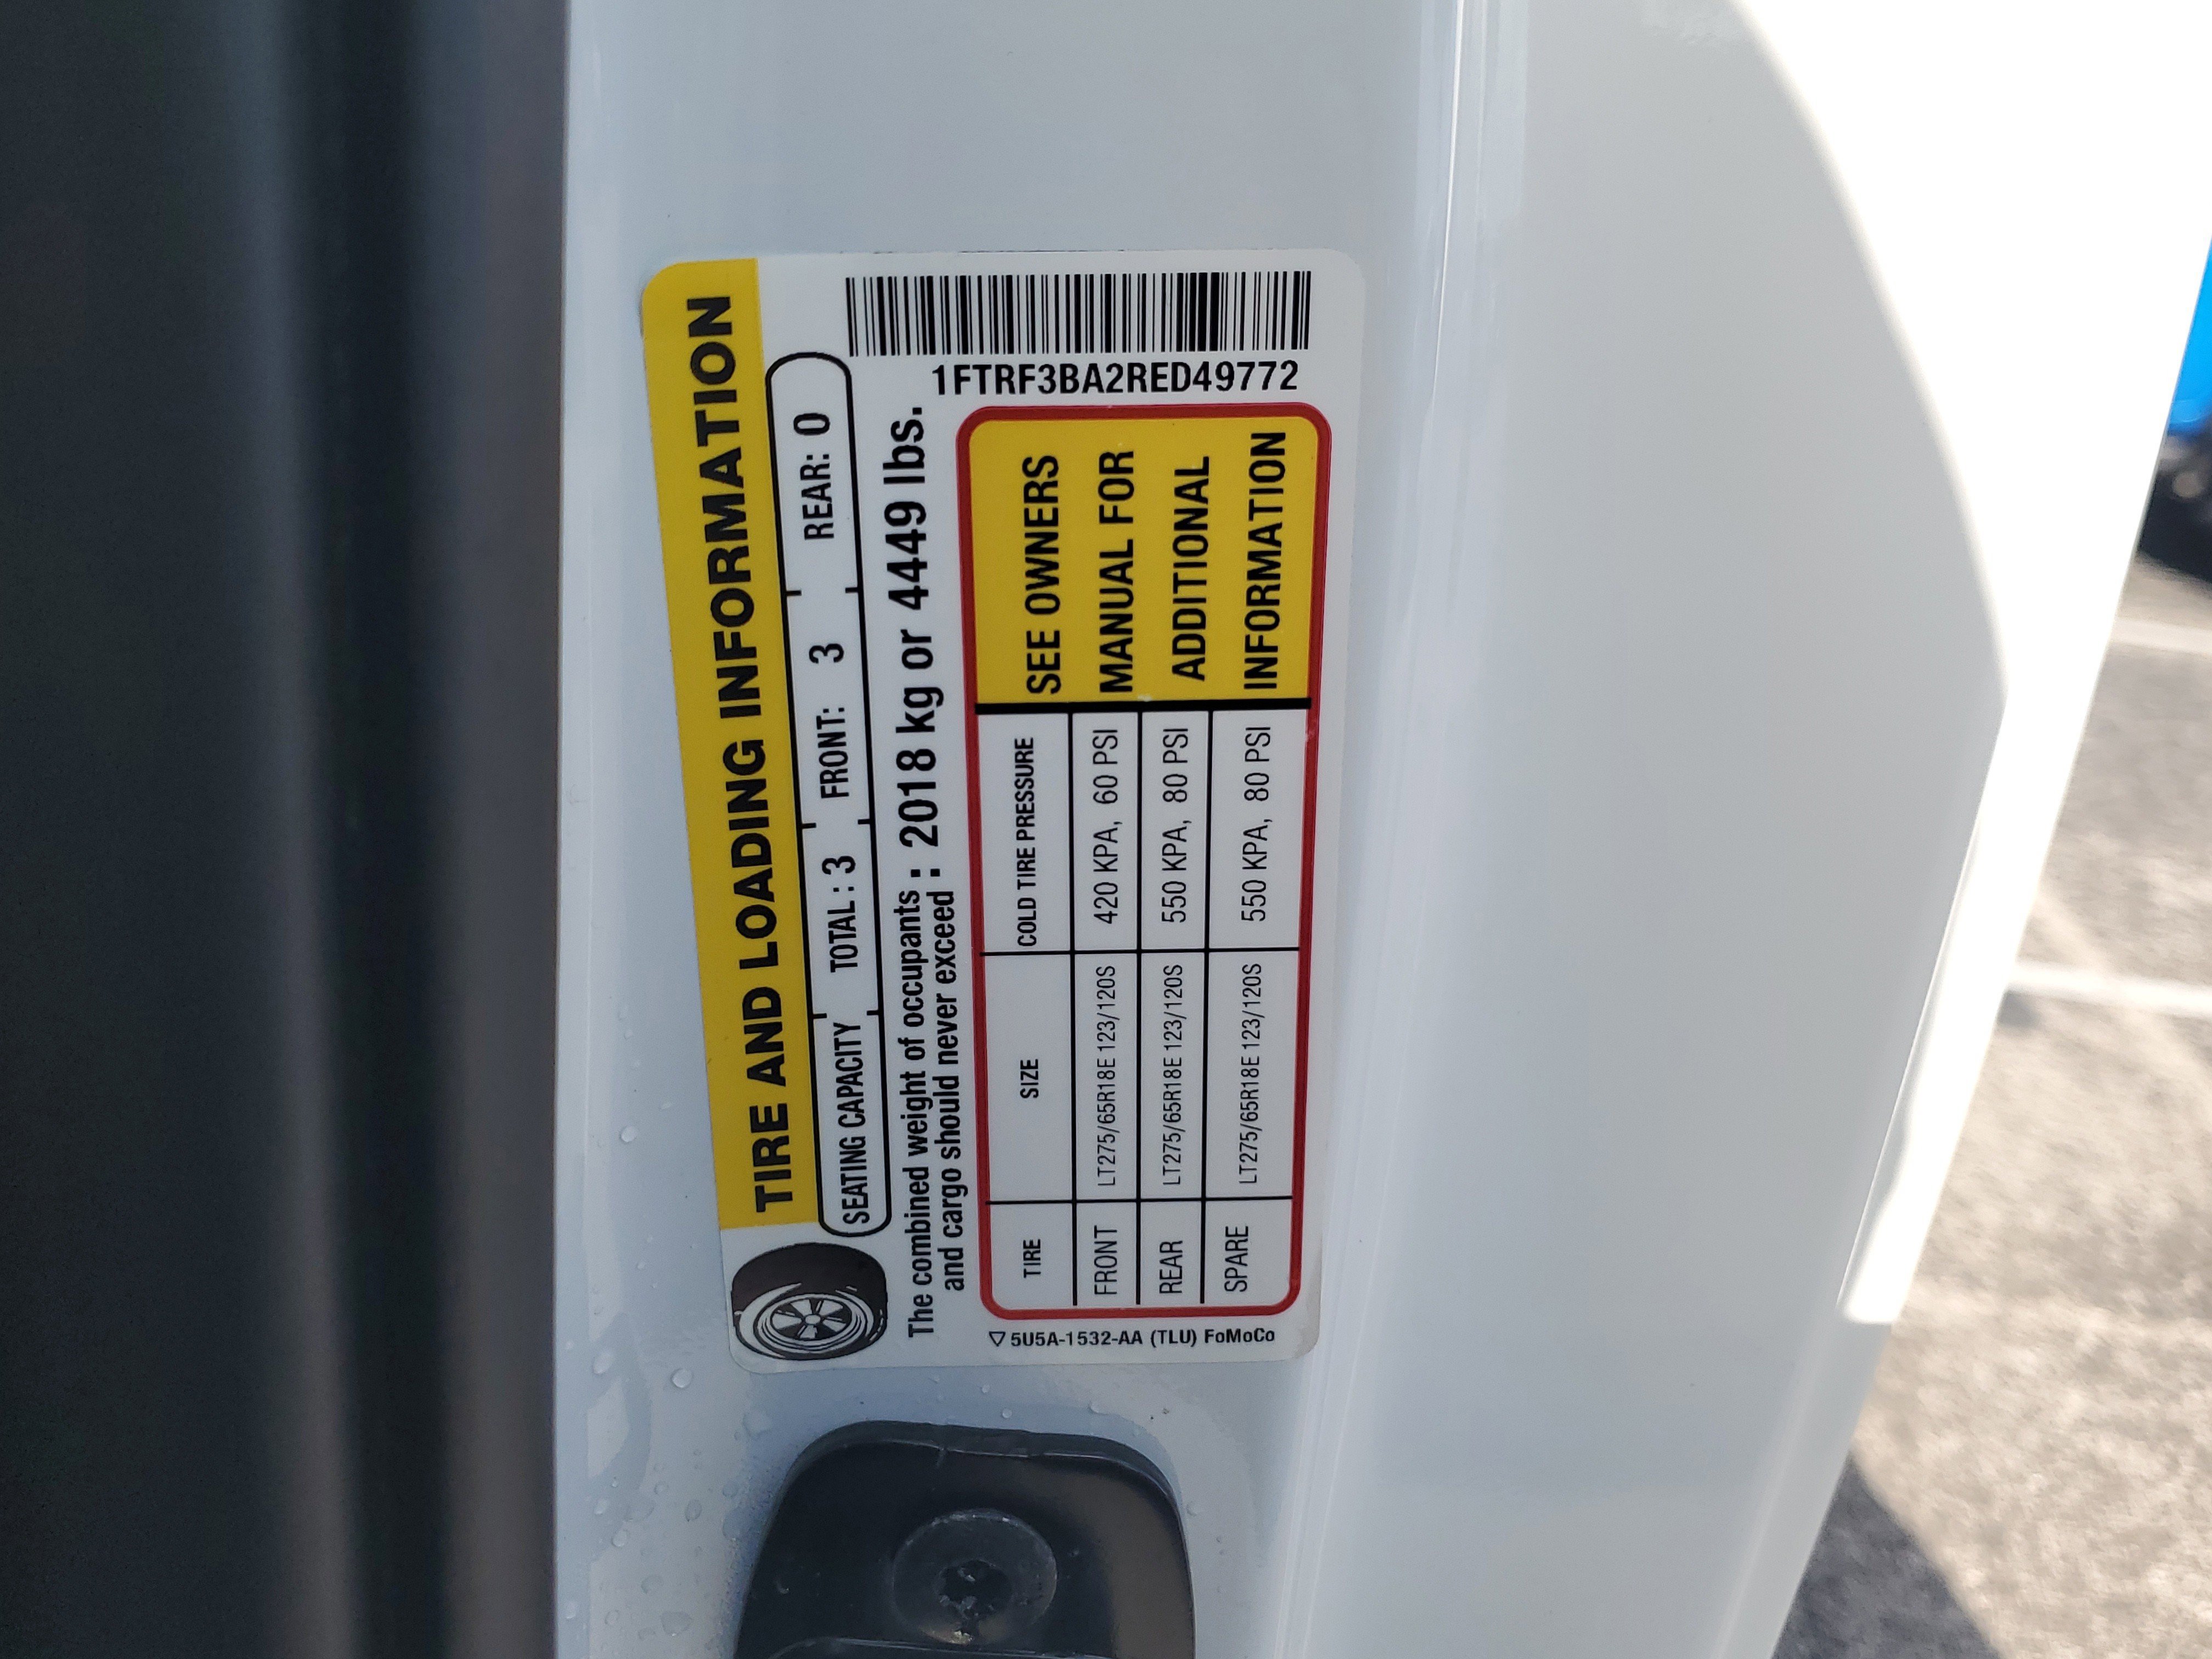 TIRE AND LOADING INFORMATION
SEATING CAPACITY TOTAL : 3 FRONT: 3 REAR: 0
The combined weight of occupants : 2018 kg or 4449 lbs.
and cargo should never exceed :
1FTRF3BA2RED49772
TIRE SIZE COLD TIRE PRESSURE
FRONT LT275/65R18E 123/120S 420 KPA, 60 PSI
REAR LT275/65R18E 123/120S 550 KPA, 80 PSI
SPARE LT275/65R18E 123/120S 550 KPA, 80 PSI
SEE OWNERS
MANUAL FOR
ADDITIONAL
INFORMATION
5U5A-1532-AA (TLU) FoMoCo